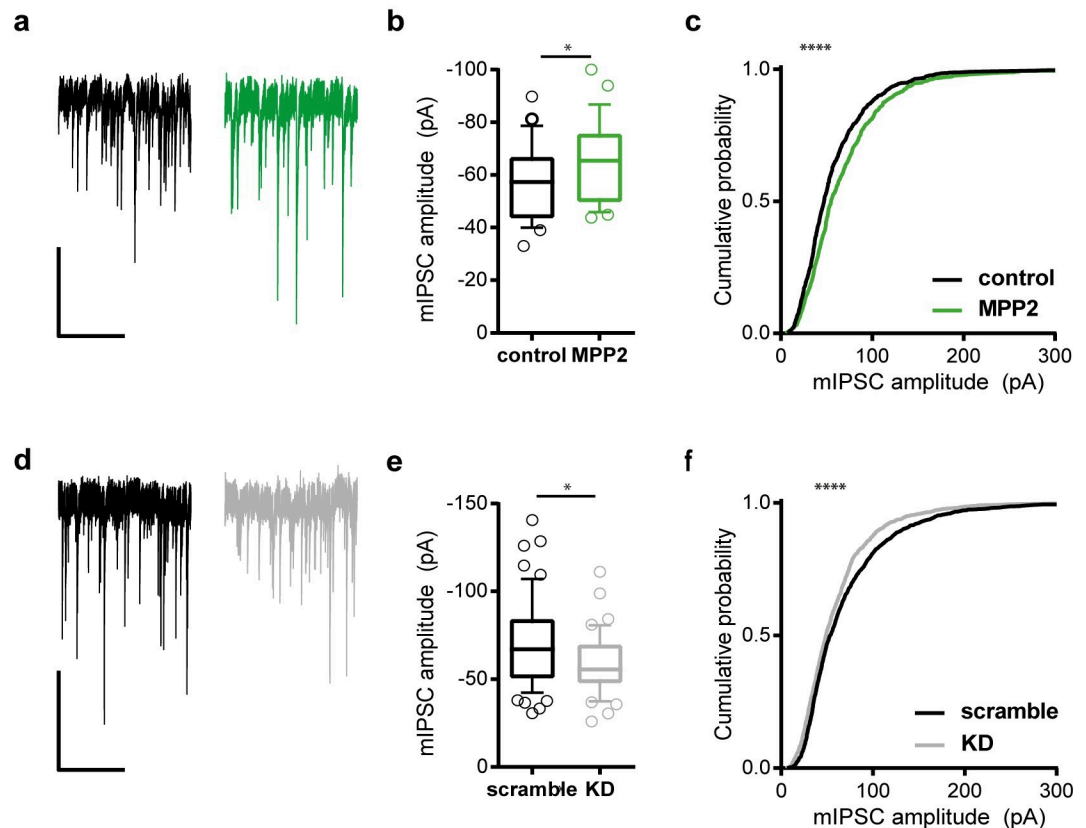 a
b
*
-100
-80
-60
-40
-20
0
mIPSC amplitude (pA)
control MPP2
c
****
1.0
0.5
0.0
Cumulative probability
control
MPP2
0 100 200 300
mIPSC amplitude (pA)
d
e
*
-150
-100
-50
0
mIPSC amplitude (pA)
scramble KD
f
****
1.0
0.5
0.0
Cumulative probability
scramble
KD
0 100 200 300
mIPSC amplitude (pA)